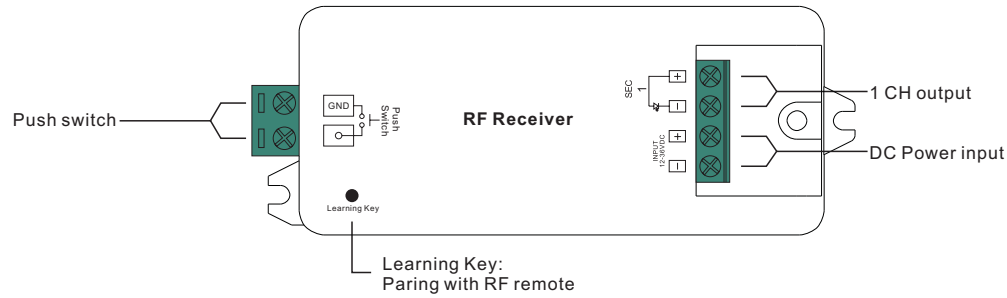 Push switch
GND
Push
Switch
RF Receiver
SEC
1
+
−
+
−
INPUT
12-36VDC
1 CH output
DC Power input
Learning Key
Learning Key:
Paring with RF remote